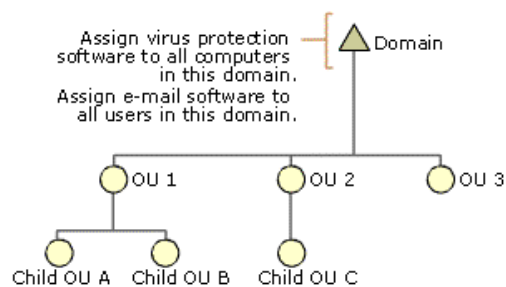 Assign virus protection
software to all computers
in this domain.
Assign e-mail software to
all users in this domain.
Domain
OU 1
OU 2
OU 3
Child OU A
Child OU B
Child OU C